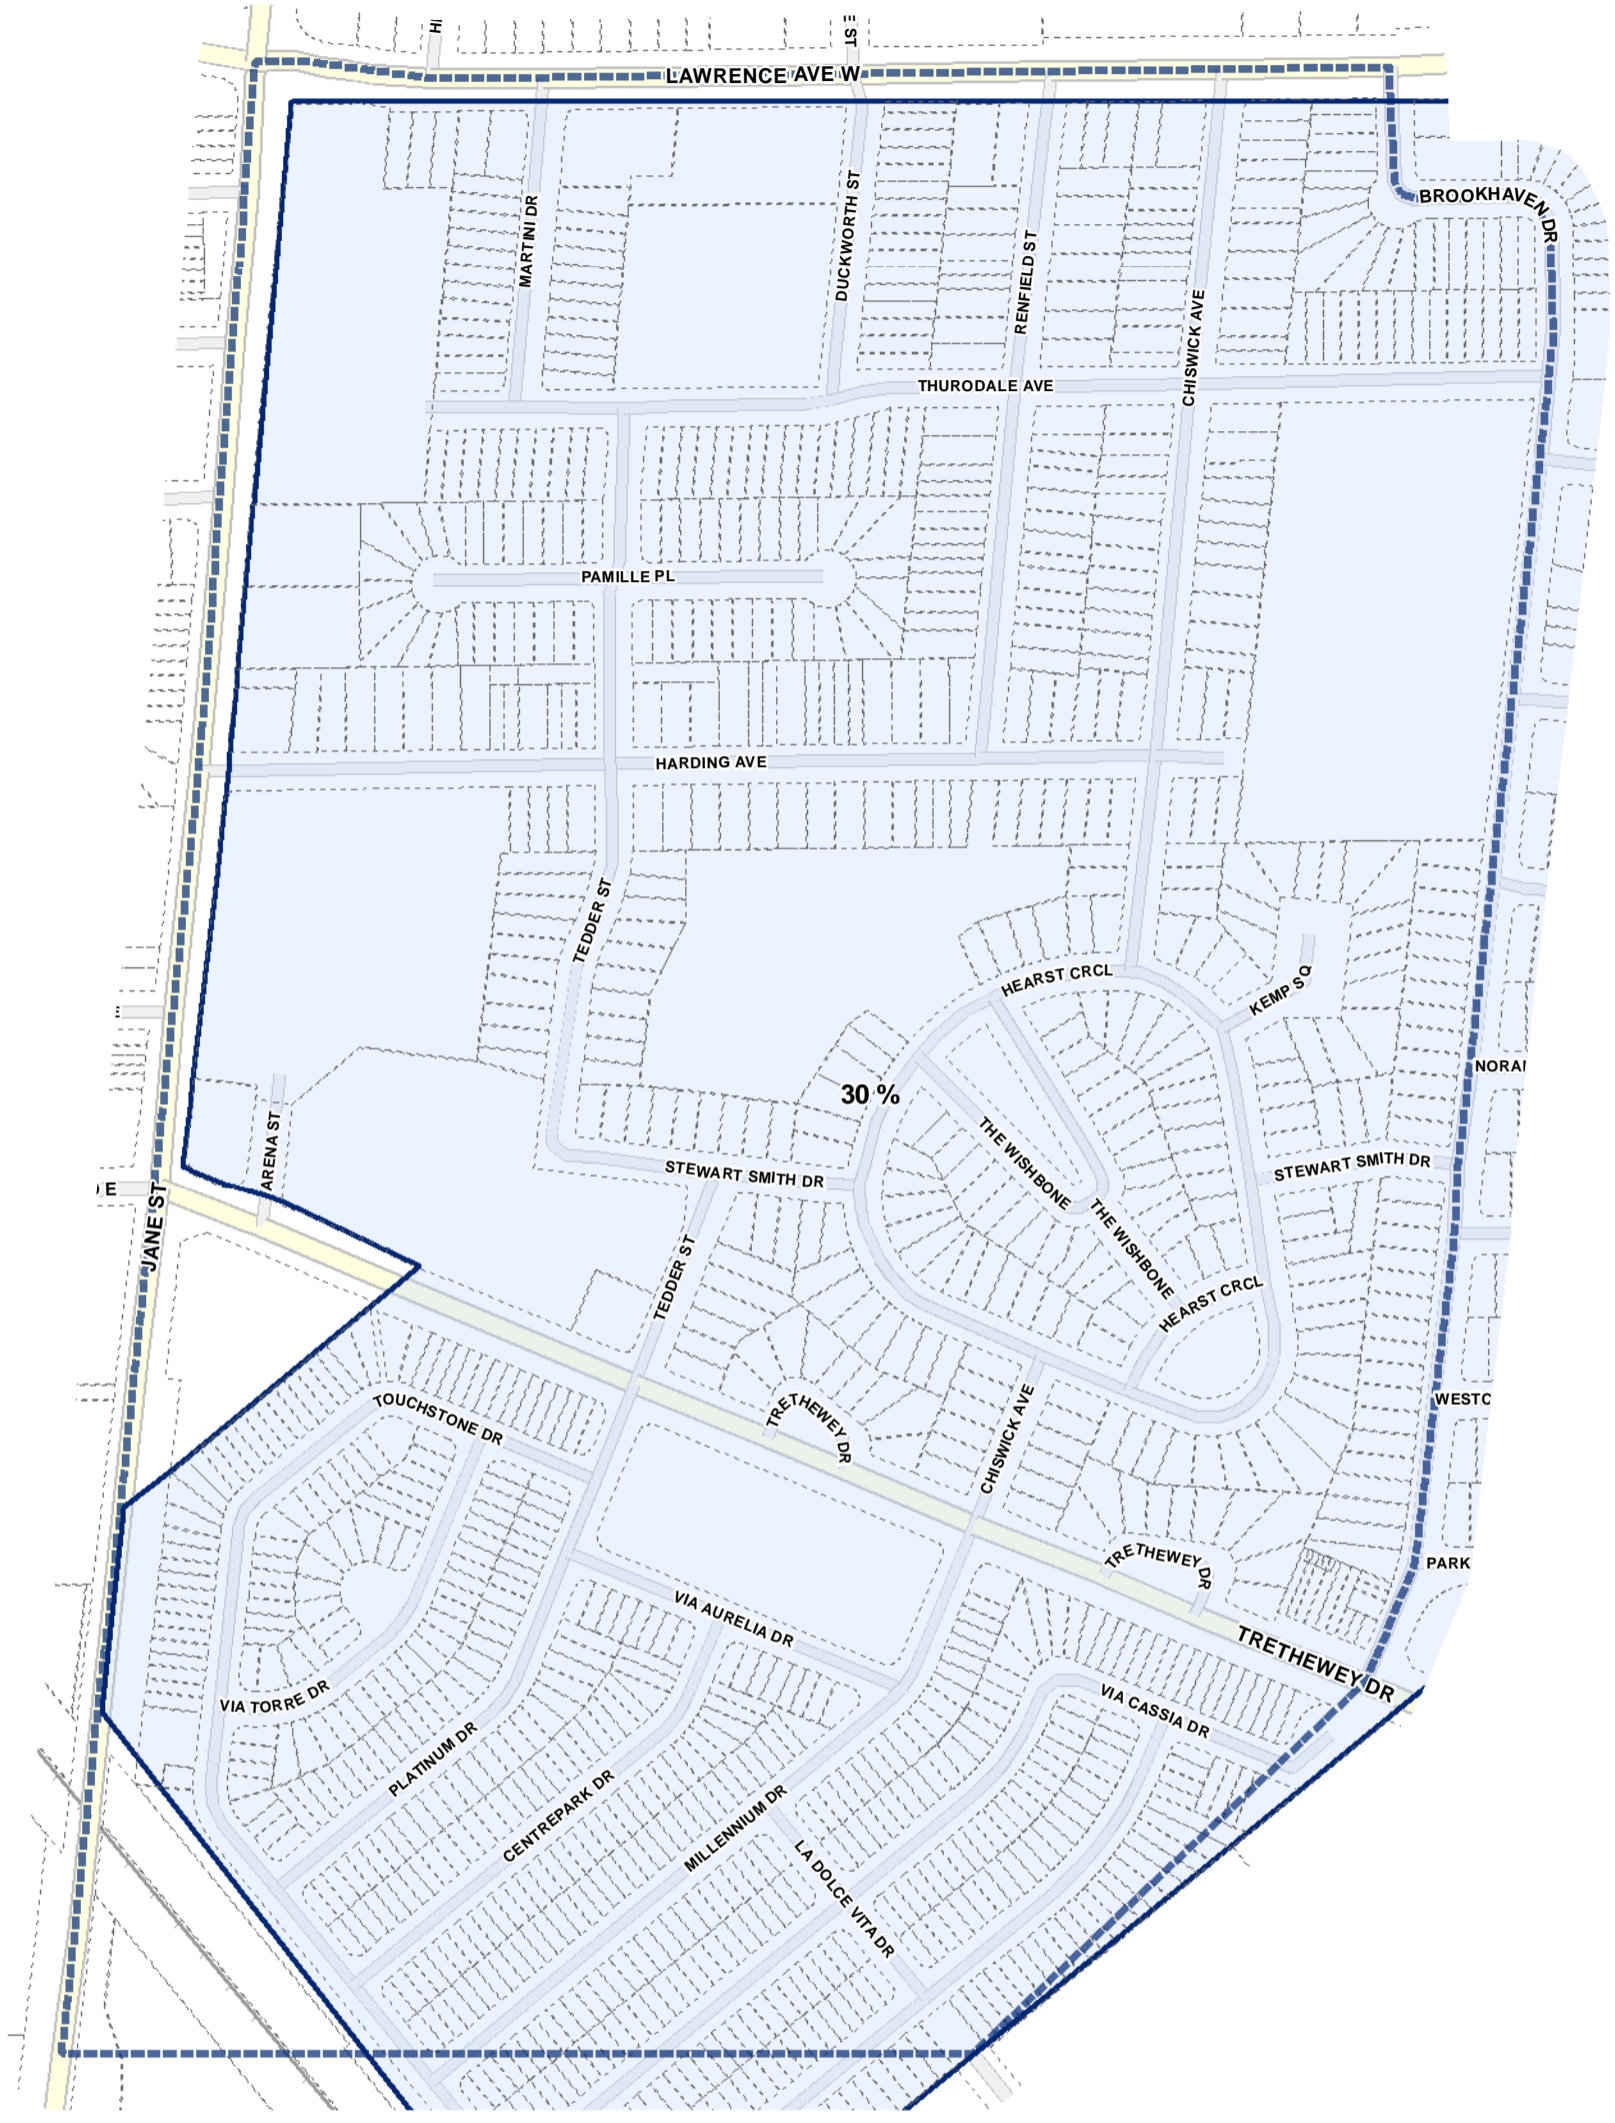 LAWRENCE AVE W
BROOKHAVEN DR
MARTINI DR
DUCKWORTH ST
RENFIELD ST
CHISWICK AVE
THURODALE AVE
PAMILLE PL
HARDING AVE
TEDDER ST
HEARST CRCL
KEMP SQ
30 %
ARENA ST
THE WISHBONE
STEWART SMITH DR
STEWART SMITH DR
JANE ST
THE WISHBONE
TEDDER ST
HEARST CRCL
TOUCHSTONE DR
TRETHEWEY DR
CHISWICK AVE
PARK
TRETHEWEY DR
VIA AURELIA DR
TRETHEWEY DR
VIA TORRE DR
VIA CASSIA DR
PLATINUM DR
CENTREPARK DR
MILLENNIUM DR
LA DOLCE VITA DR